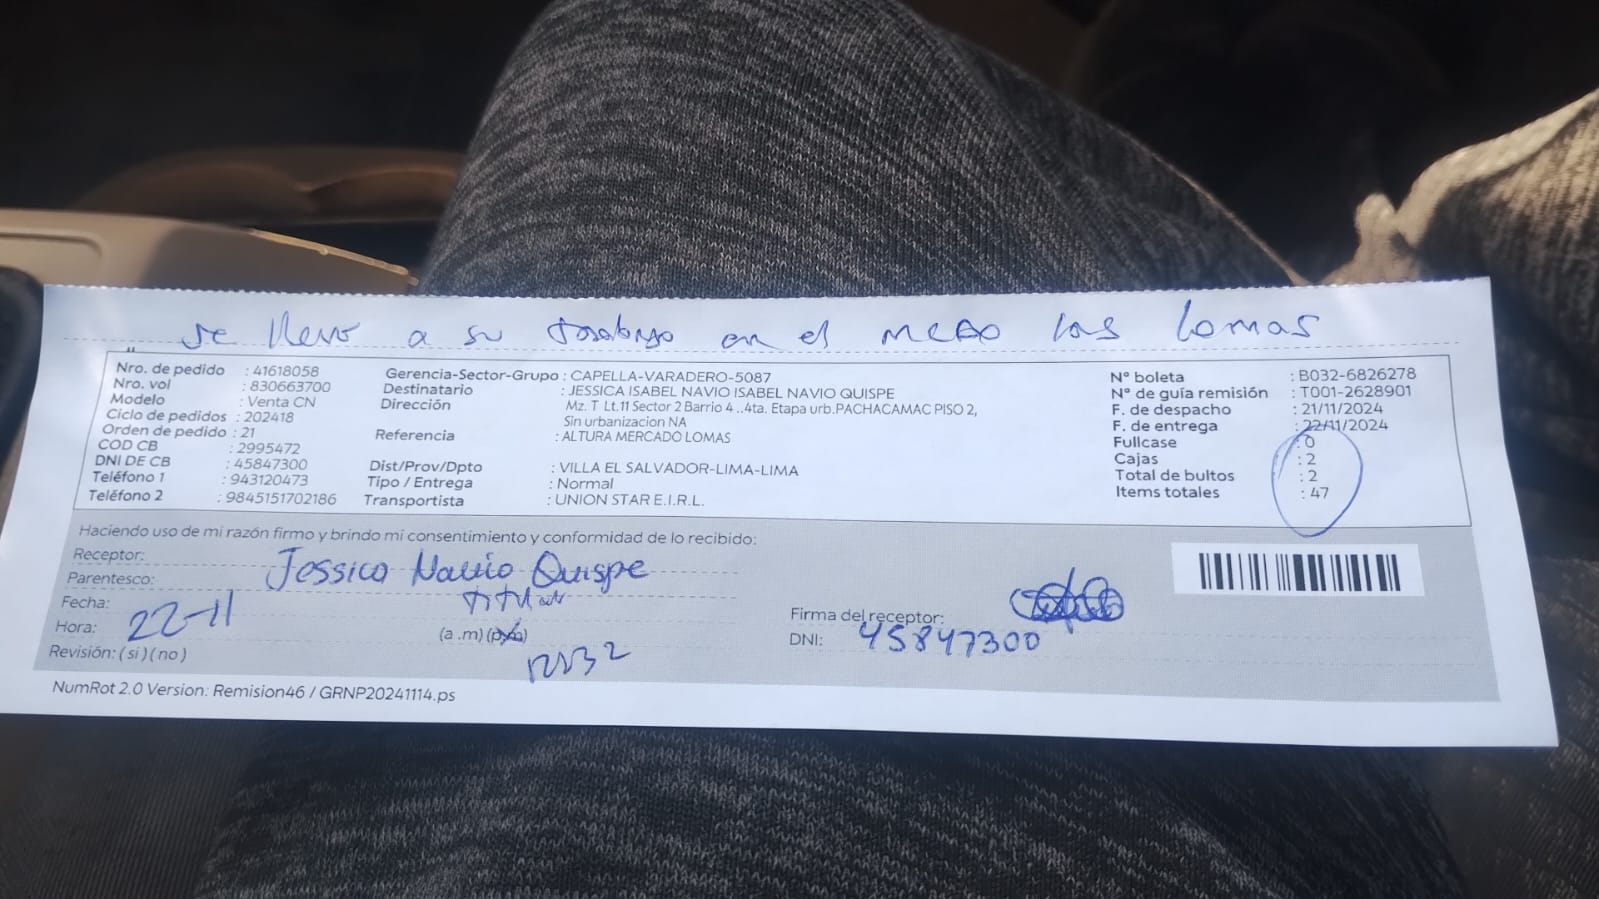 se llevo a su trabajo en el MCDO las Lomas
Nro. de pedido : 41618058
Nro. vol : 830663700
Modelo : Venta CN
Ciclo de pedidos : 202418
Orden de pedido : 21
COD CB : 2995472
DNI DE CB : 45847300
Teléfono 1 : 943120473
Teléfono 2 : 9845151702186
Gerencia-Sector-Grupo : CAPELLA-VARADERO-5087
Destinatario : JESSICA ISABEL NAVIO ISABEL NAVIO QUISPE
Dirección Mz. T Lt.11 Sector 2 Barrio 4 ..4ta. Etapa urb.PACHACAMAC PISO 2,
Sin urbanizacion NA
Referencia : ALTURA MERCADO LOMAS
Dist/Prov/Dpto : VILLA EL SALVADOR-LIMA-LIMA
Tipo / Entrega : Normal
Transportista : UNION STAR E.I.R.L.
N° boleta : B032-6826278
N° de guía remisión : T001-2628901
F. de despacho : 21/11/2024
F. de entrega : 22/11/2024
Fullcase : 0
Cajas : 2
Total de bultos : 2
Items totales : 47
Haciendo uso de mi razón firmo y brindo mi consentimiento y conformidad de lo recibido:
Receptor: Jessica Navio Quispe
Parentesco: titular
Fecha: 22-11
Hora: (a .m) (p.m)
Revisión: ( si ) ( no )
Firma del receptor:
DNI: 45847300
NumRot 2.0 Version: Remision46 / GRNP20241114.ps